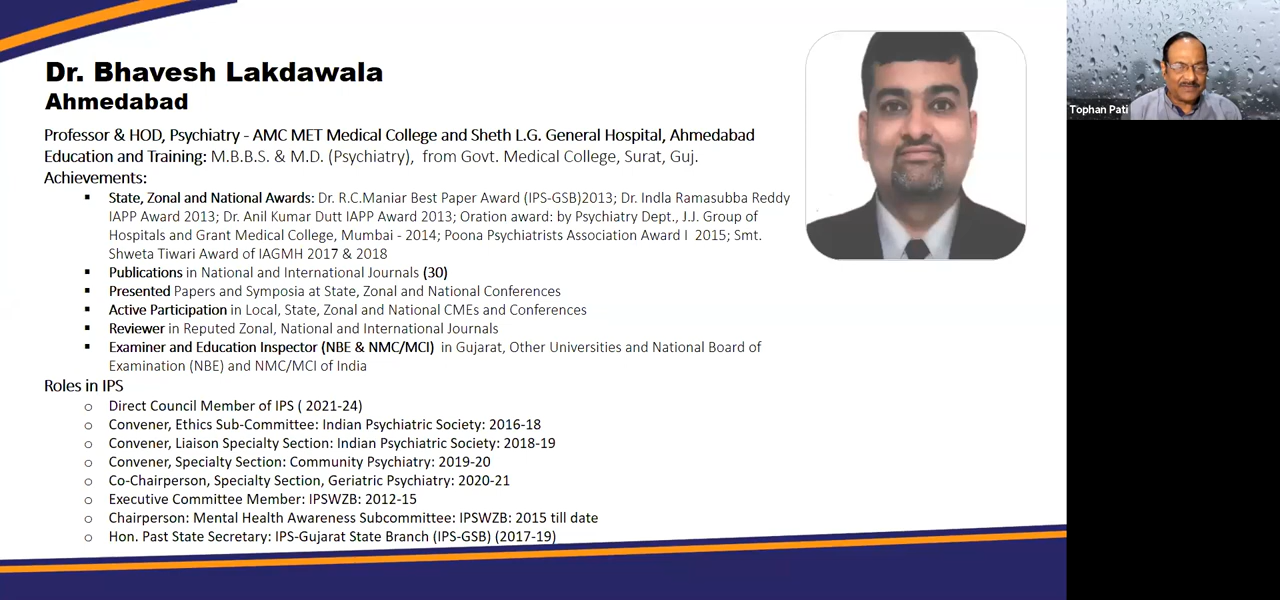 Dr. Bhavesh Lakdawala
Ahmedabad
Professor & HOD, Psychiatry - AMC MET Medical College and Sheth L.G. General Hospital, Ahmedabad
Education and Training: M.B.B.S. & M.D. (Psychiatry), from Govt. Medical College, Surat, Guj.
Achievements:
▪ State, Zonal and National Awards: Dr. R.C.Maniar Best Paper Award (IPS-GSB)2013; Dr. Indla Ramasubba Reddy
IAPP Award 2013; Dr. Anil Kumar Dutt IAPP Award 2013; Oration award: by Psychiatry Dept., J.J. Group of
Hospitals and Grant Medical College, Mumbai - 2014; Poona Psychiatrists Association Award I 2015; Smt.
Shweta Tiwari Award of IAGMH 2017 & 2018
▪ Publications in National and International Journals (30)
▪ Presented Papers and Symposia at State, Zonal and National Conferences
▪ Active Participation in Local, State, Zonal and National CMEs and Conferences
▪ Reviewer in Reputed Zonal, National and International Journals
▪ Examiner and Education Inspector (NBE & NMC/MCI) in Gujarat, Other Universities and National Board of
Examination (NBE) and NMC/MCI of India
Roles in IPS
o Direct Council Member of IPS ( 2021-24)
o Convener, Ethics Sub-Committee: Indian Psychiatric Society: 2016-18
o Convener, Liaison Specialty Section: Indian Psychiatric Society: 2018-19
o Convener, Specialty Section: Community Psychiatry: 2019-20
o Co-Chairperson, Specialty Section, Geriatric Psychiatry: 2020-21
o Executive Committee Member: IPSWZB: 2012-15
o Chairperson: Mental Health Awareness Subcommittee: IPSWZB: 2015 till date
o Hon. Past State Secretary: IPS-Gujarat State Branch (IPS-GSB) (2017-19)
Tophan Pati